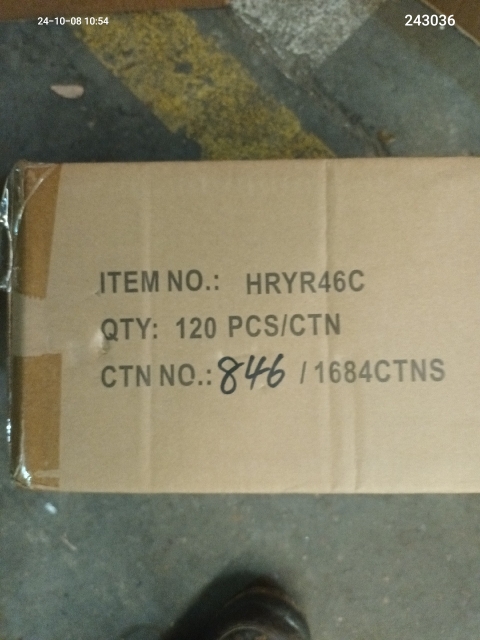 24-10-08 10:54
243036
ITEM NO.: HRYR46C
QTY: 120 PCS/CTN
CTN NO.: 846 / 1684CTNS